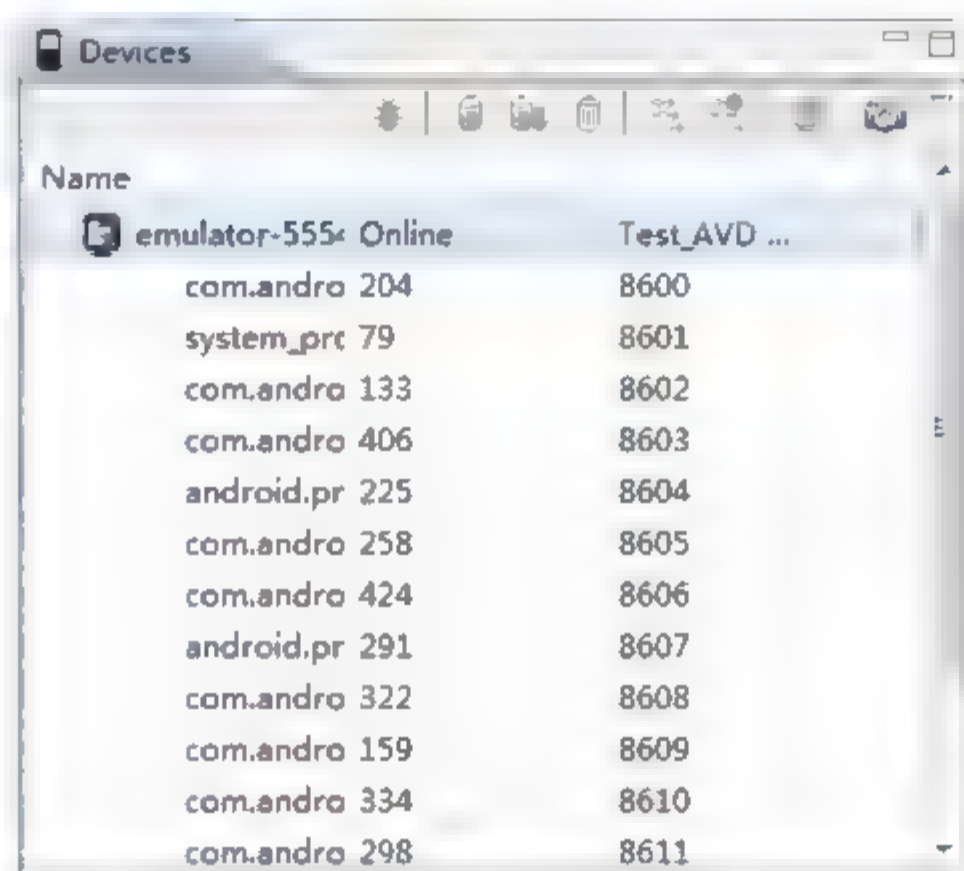 Devices
Name
emulator-555 Online Test_AVD ...
com.andro 204 8600
system_prc 79 8601
com.andro 133 8602
com.andro 406 8603
android.pr 225 8604
com.andro 258 8605
com.andro 424 8606
android.pr 291 8607
com.andro 322 8608
com.andro 159 8609
com.andro 334 8610
com.andro 298 8611